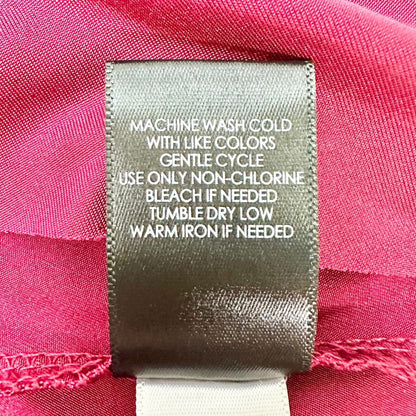 MACHINE WASH COLD
WITH LIKE COLORS
GENTLE CYCLE
USE ONLY NON-CHLORINE
BLEACH IF NEEDED
TUMBLE DRY LOW
WARM IRON IF NEEDED